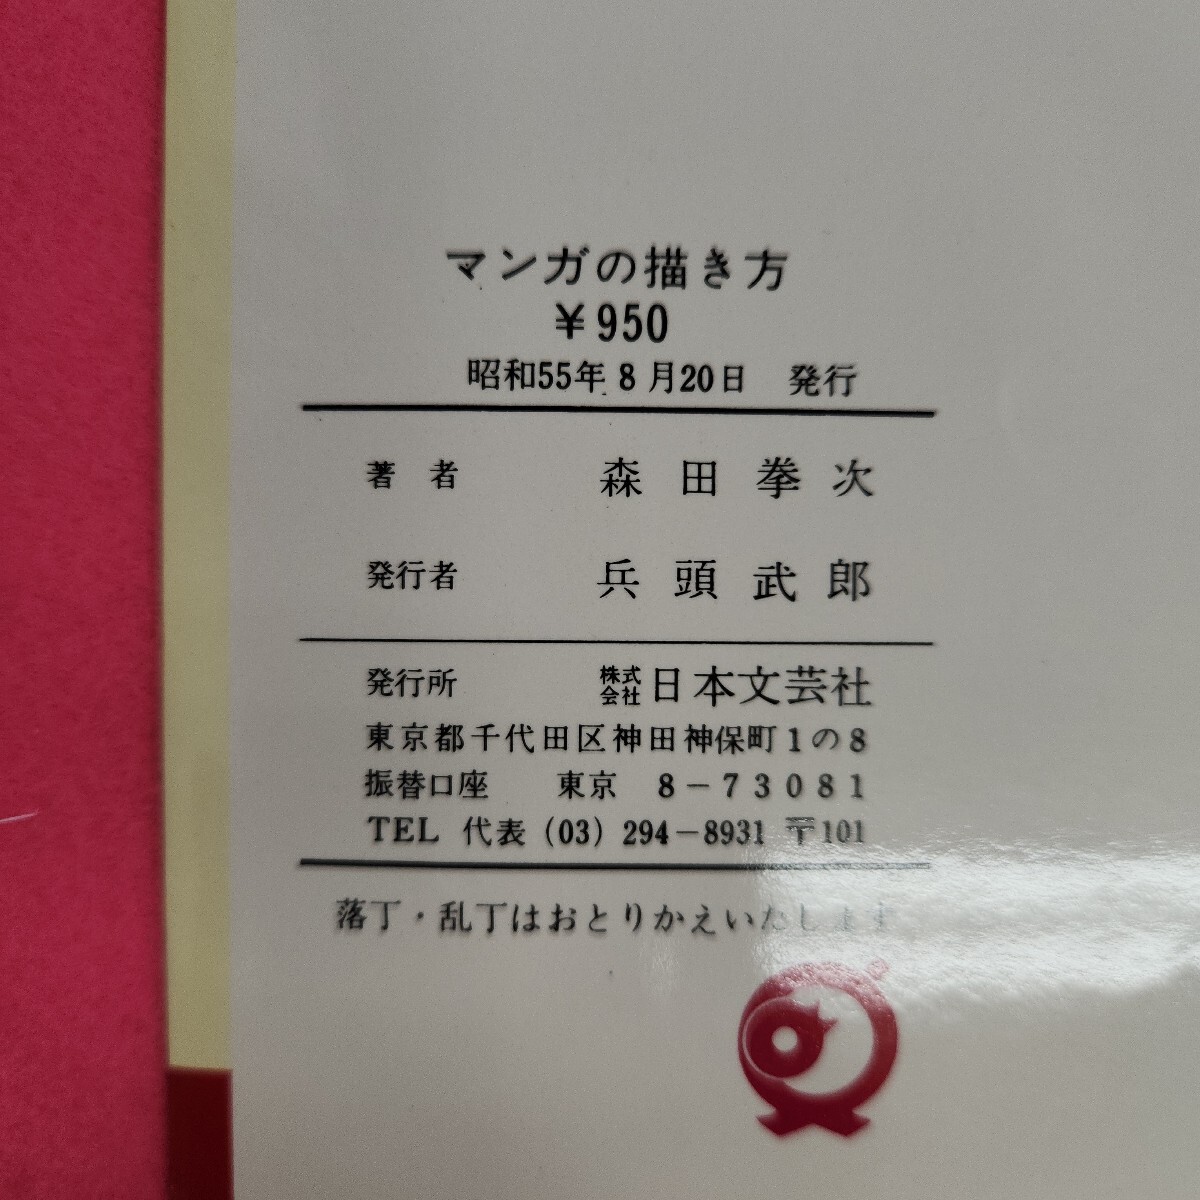 マンガの描き方
￥950
昭和55年8月20日 発行
著者 森田拳次
発行者 兵頭武郎
発行所 株式会社日本文芸社
東京都千代田区神田神保町1の8
振替口座 東京 8－73081
TEL 代表 (03) 294－8931 〒101
落丁・乱丁はおとりかえいたします